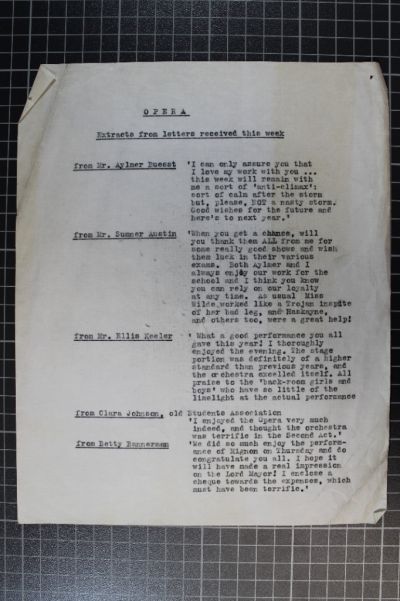 OPERA
Extracts from letters received this week
from Mr. Aylmer Buesst 'I can only assure you that
I love my work with you ...
this week will remain with
me a sort of 'anti-climax':
sort of calm after the storm
but, please, NOT a nasty storm.
Good wishes for the future and
here's to next year.'
from Mr. Sumner Austin 'When you get a chance, will
you thank them ALL from me for
some really good shows and wish
them luck in their various
exams. Both Aylmer and I
always enjoy our work for the
school and I think you know
you can rely on our loyalty
at any time. As usual Miss
Wilde,worked like a Trojan inspite
of her bad leg, and Haskayne,
and others too, were a great help!
from Mr. Ellis Keeler ' What a good performance you all
gave this year! I thoroughly
enjoyed the evening. The stage
portion was definitely of a higher
standard than previous years, and
the orchestra excelled itself. All
praise to the 'back-room girls and
boys' who have so little of the
limelight at the actual performance
from Clara Johnson, old Students Association
'I enjoyed the Opera very much
indeed, and thought the orchestra
was terrific in the Second Act.'
from Betty Bannerman 'We did so much enjoy the perform-
ance of Mignon on Thursday and do
congratulate you all. I hope it
will have made a real impression
on the Lord Mayor! I enclose a
cheque towards the expenses, which
must have been terrific.'